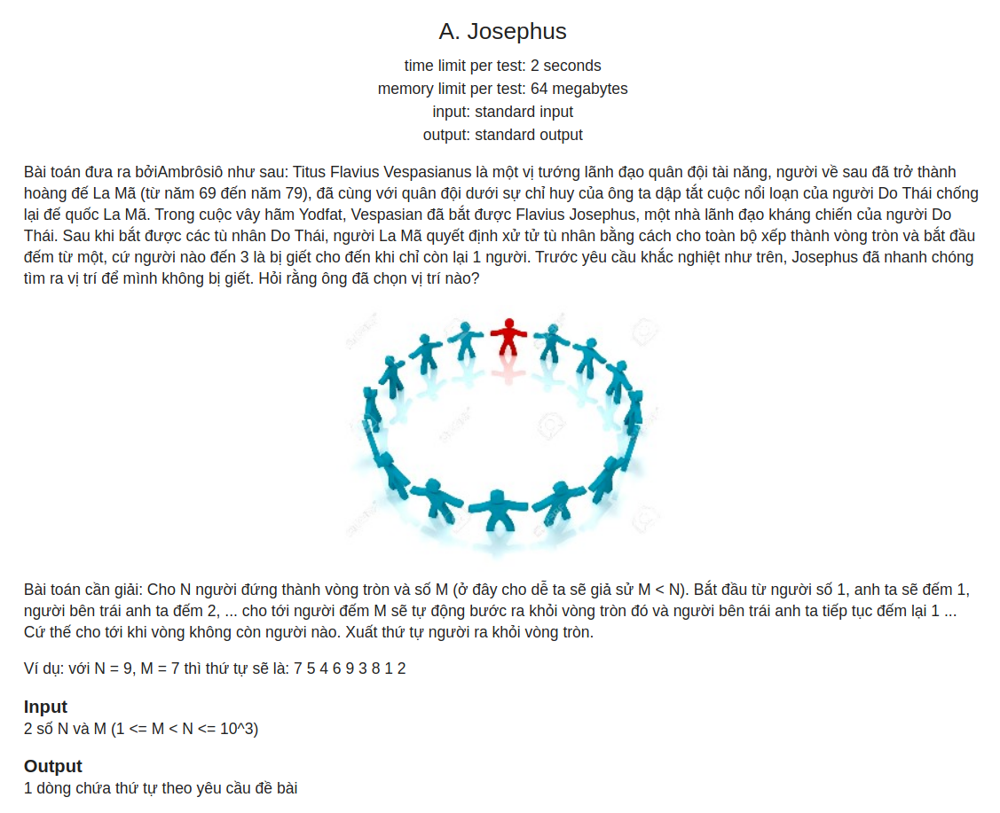 A. Josephus
time limit per test: 2 seconds
memory limit per test: 64 megabytes
input: standard input
output: standard output
Bài toán đưa ra bởiAmbrôsiô như sau: Titus Flavius Vespasianus là một vị tướng lãnh đạo quân đội tài năng, người về sau đã trở thành
hoàng đế La Mã (từ năm 69 đến năm 79), đã cùng với quân đội dưới sự chỉ huy của ông ta dập tắt cuộc nổi loạn của người Do Thái chống
lại đế quốc La Mã. Trong cuộc vây hãm Yodfat, Vespasian đã bắt được Flavius Josephus, một nhà lãnh đạo kháng chiến của người Do
Thái. Sau khi bắt được các tù nhân Do Thái, người La Mã quyết định xử tử tù nhân bằng cách cho toàn bộ xếp thành vòng tròn và bắt đầu
đếm từ một, cứ người nào đến 3 là bị giết cho đến khi chỉ còn lại 1 người. Trước yêu cầu khắc nghiệt như trên, Josephus đã nhanh chóng
tìm ra vị trí để mình không bị giết. Hỏi rằng ông đã chọn vị trí nào?
Bài toán cần giải: Cho N người đứng thành vòng tròn và số M (ở đây cho dễ ta sẽ giả sử M < N). Bắt đầu từ người số 1, anh ta sẽ đếm 1,
người bên trái anh ta đếm 2, ... cho tới người đếm M sẽ tự động bước ra khỏi vòng tròn đó và người bên trái anh ta tiếp tục đếm lại 1 ...
Cứ thế cho tới khi vòng không còn người nào. Xuất thứ tự người ra khỏi vòng tròn.
Ví dụ: với N = 9, M = 7 thì thứ tự sẽ là: 7 5 4 6 9 3 8 1 2
Input
2 số N và M (1 <= M < N <= 10^3)
Output
1 dòng chứa thứ tự theo yêu cầu đề bài